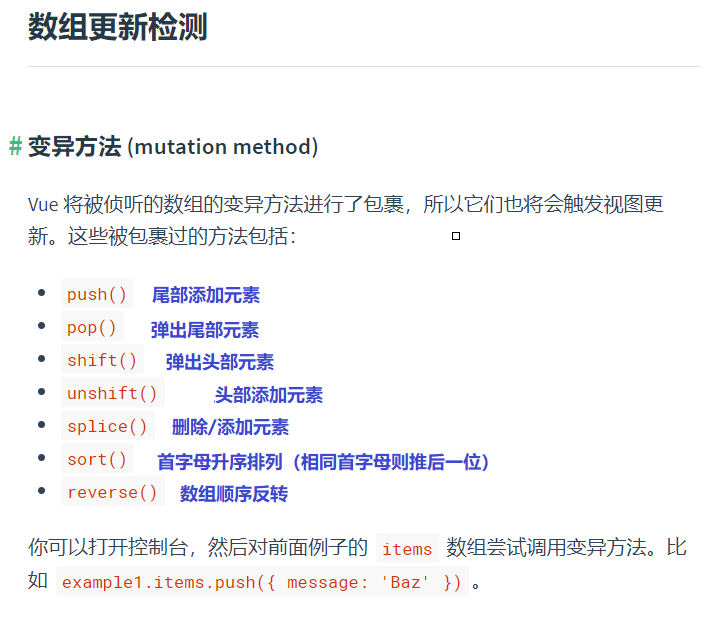 数组更新检测
# 变异方法 (mutation method)
Vue 将被侦听的数组的变异方法进行了包裹，所以它们也将会触发视图更
新。这些被包裹过的方法包括：
push() 尾部添加元素
pop() 弹出尾部元素
shift() 弹出头部元素
unshift() 头部添加元素
splice() 删除/添加元素
sort() 首字母升序排列（相同首字母则推后一位）
reverse() 数组顺序反转
你可以打开控制台，然后对前面例子的 items 数组尝试调用变异方法。比
如 example1.items.push({ message: 'Baz' }) 。